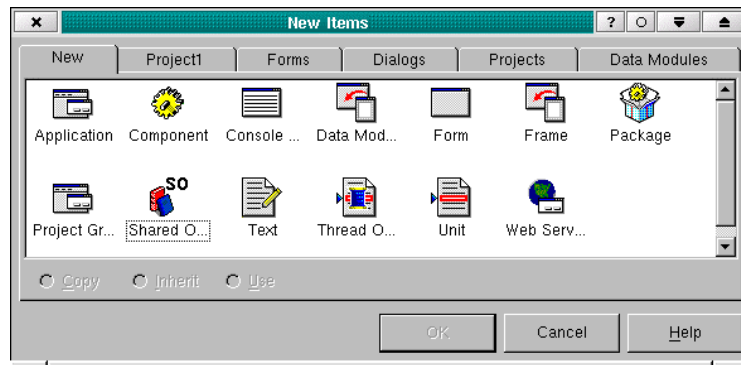 New Items ?
New Project1 Forms Dialogs Projects Data Modules
Application Component Console ... Data Mod... Form Frame Package
SO
Project Gr... Shared O... Text Thread O... Unit Web Serv...
Copy Inherit Use
OK Cancel Help